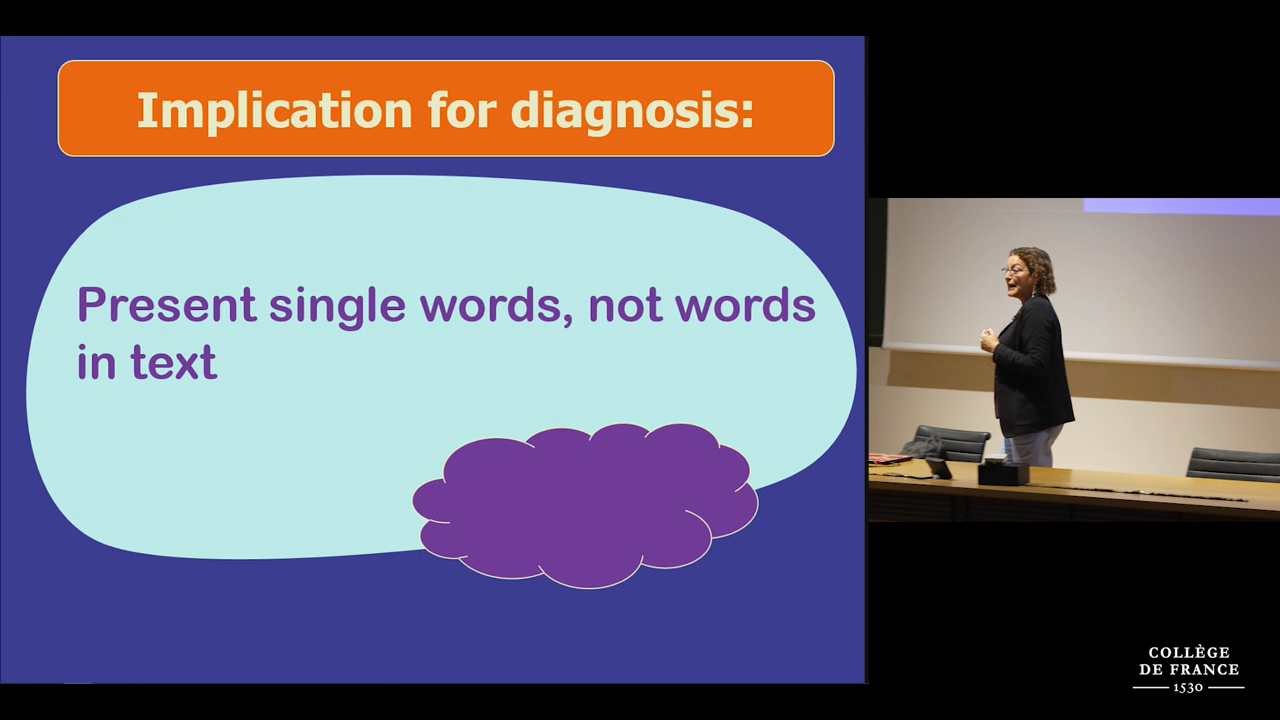 Implication for diagnosis:
Present single words, not words
in text
COLLÈGE
DE FRANCE
1530